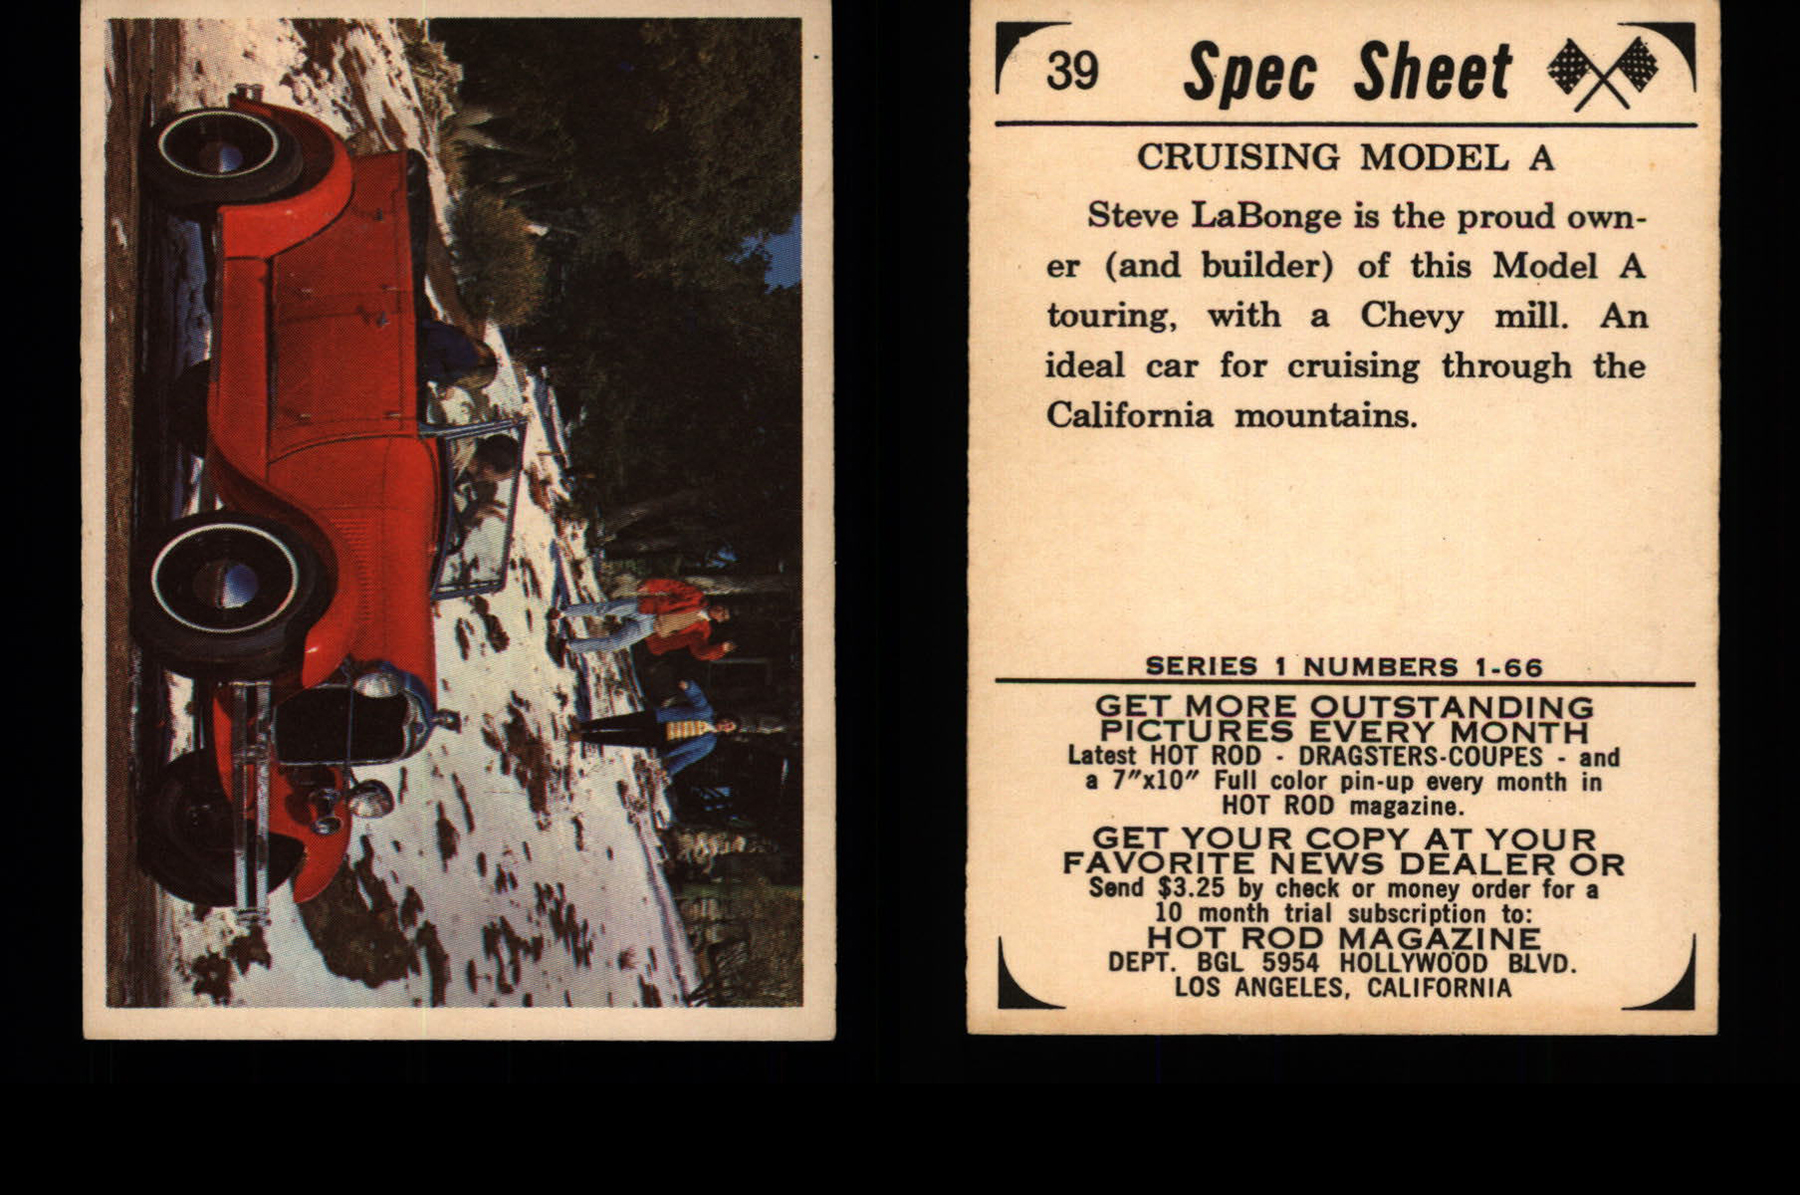 39 Spec Sheet
CRUISING MODEL A
Steve LaBonge is the proud own-
er (and builder) of this Model A
touring, with a Chevy mill. An
ideal car for cruising through the
California mountains.
SERIES 1 NUMBERS 1-66
GET MORE OUTSTANDING
PICTURES EVERY MONTH
Latest HOT ROD - DRAGSTERS-COUPES - and
a 7″x10″ Full color pin-up every month in
HOT ROD magazine.
GET YOUR COPY AT YOUR
FAVORITE NEWS DEALER OR
Send $3.25 by check or money order for a
10 month trial subscription to:
HOT ROD MAGAZINE
DEPT. BGL 5954 HOLLYWOOD BLVD.
LOS ANGELES, CALIFORNIA